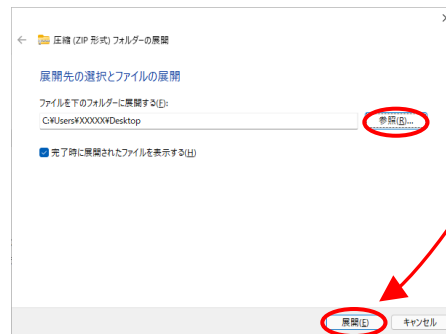 圧縮 (ZIP 形式) フォルダーの展開
展開先の選択とファイルの展開
ファイルを下のフォルダーに展開する(F):
C:¥Users¥XXXXX¥Desktop
参照(R)...
完了時に展開されたファイルを表示する(H)
展開(E)
キャンセル